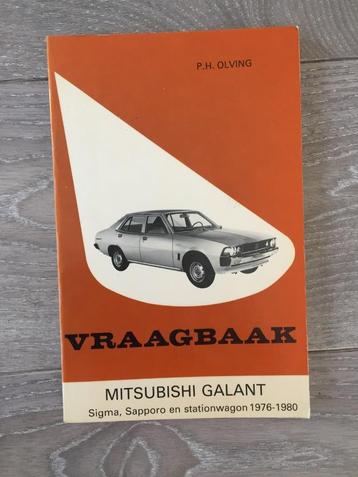 P.H. OLVING
VRAAGBAAK
MITSUBISHI GALANT
Sigma, Sapporo en stationwagon 1976-1980